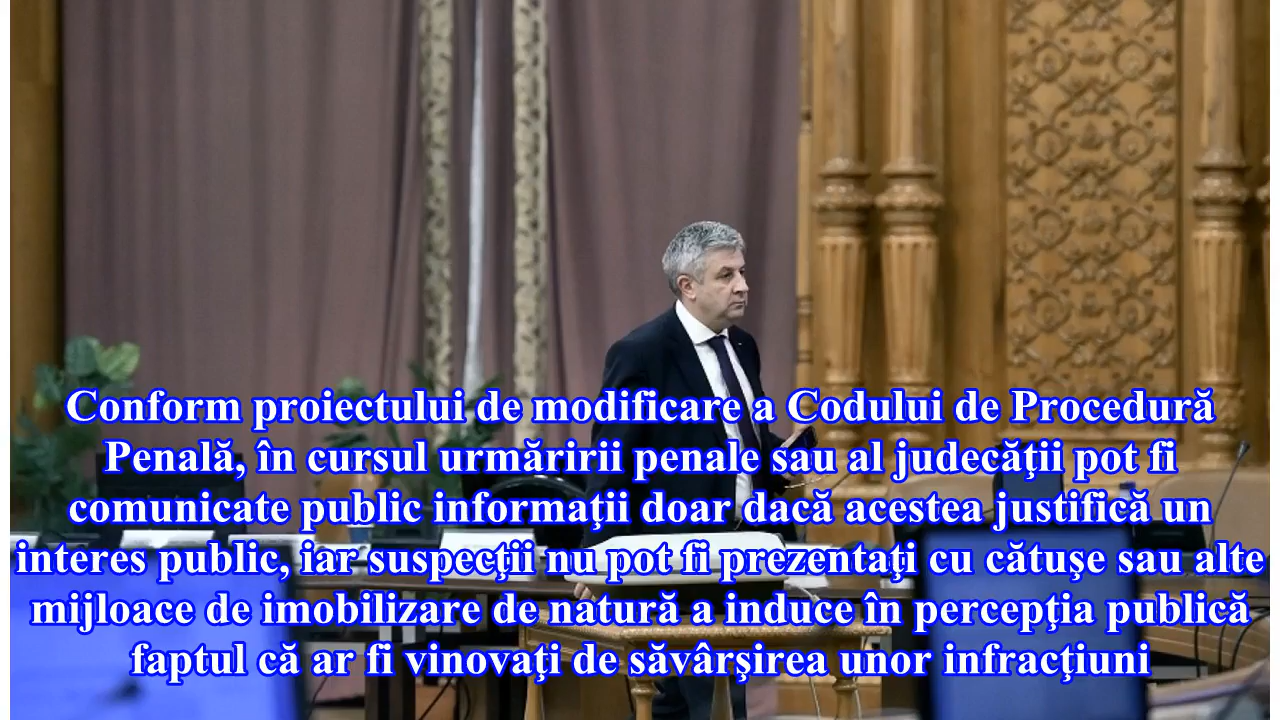 Conform proiectului de modificare a Codului de Procedură
Penală, în cursul urmăririi penale sau al judecăţii pot fi
comunicate public informaţii doar dacă acestea justifică un
interes public, iar suspecţii nu pot fi prezentaţi cu cătuşe sau alte
mijloace de imobilizare de natură a induce în percepţia publică
faptul că ar fi vinovaţi de săvârşirea unor infracţiuni